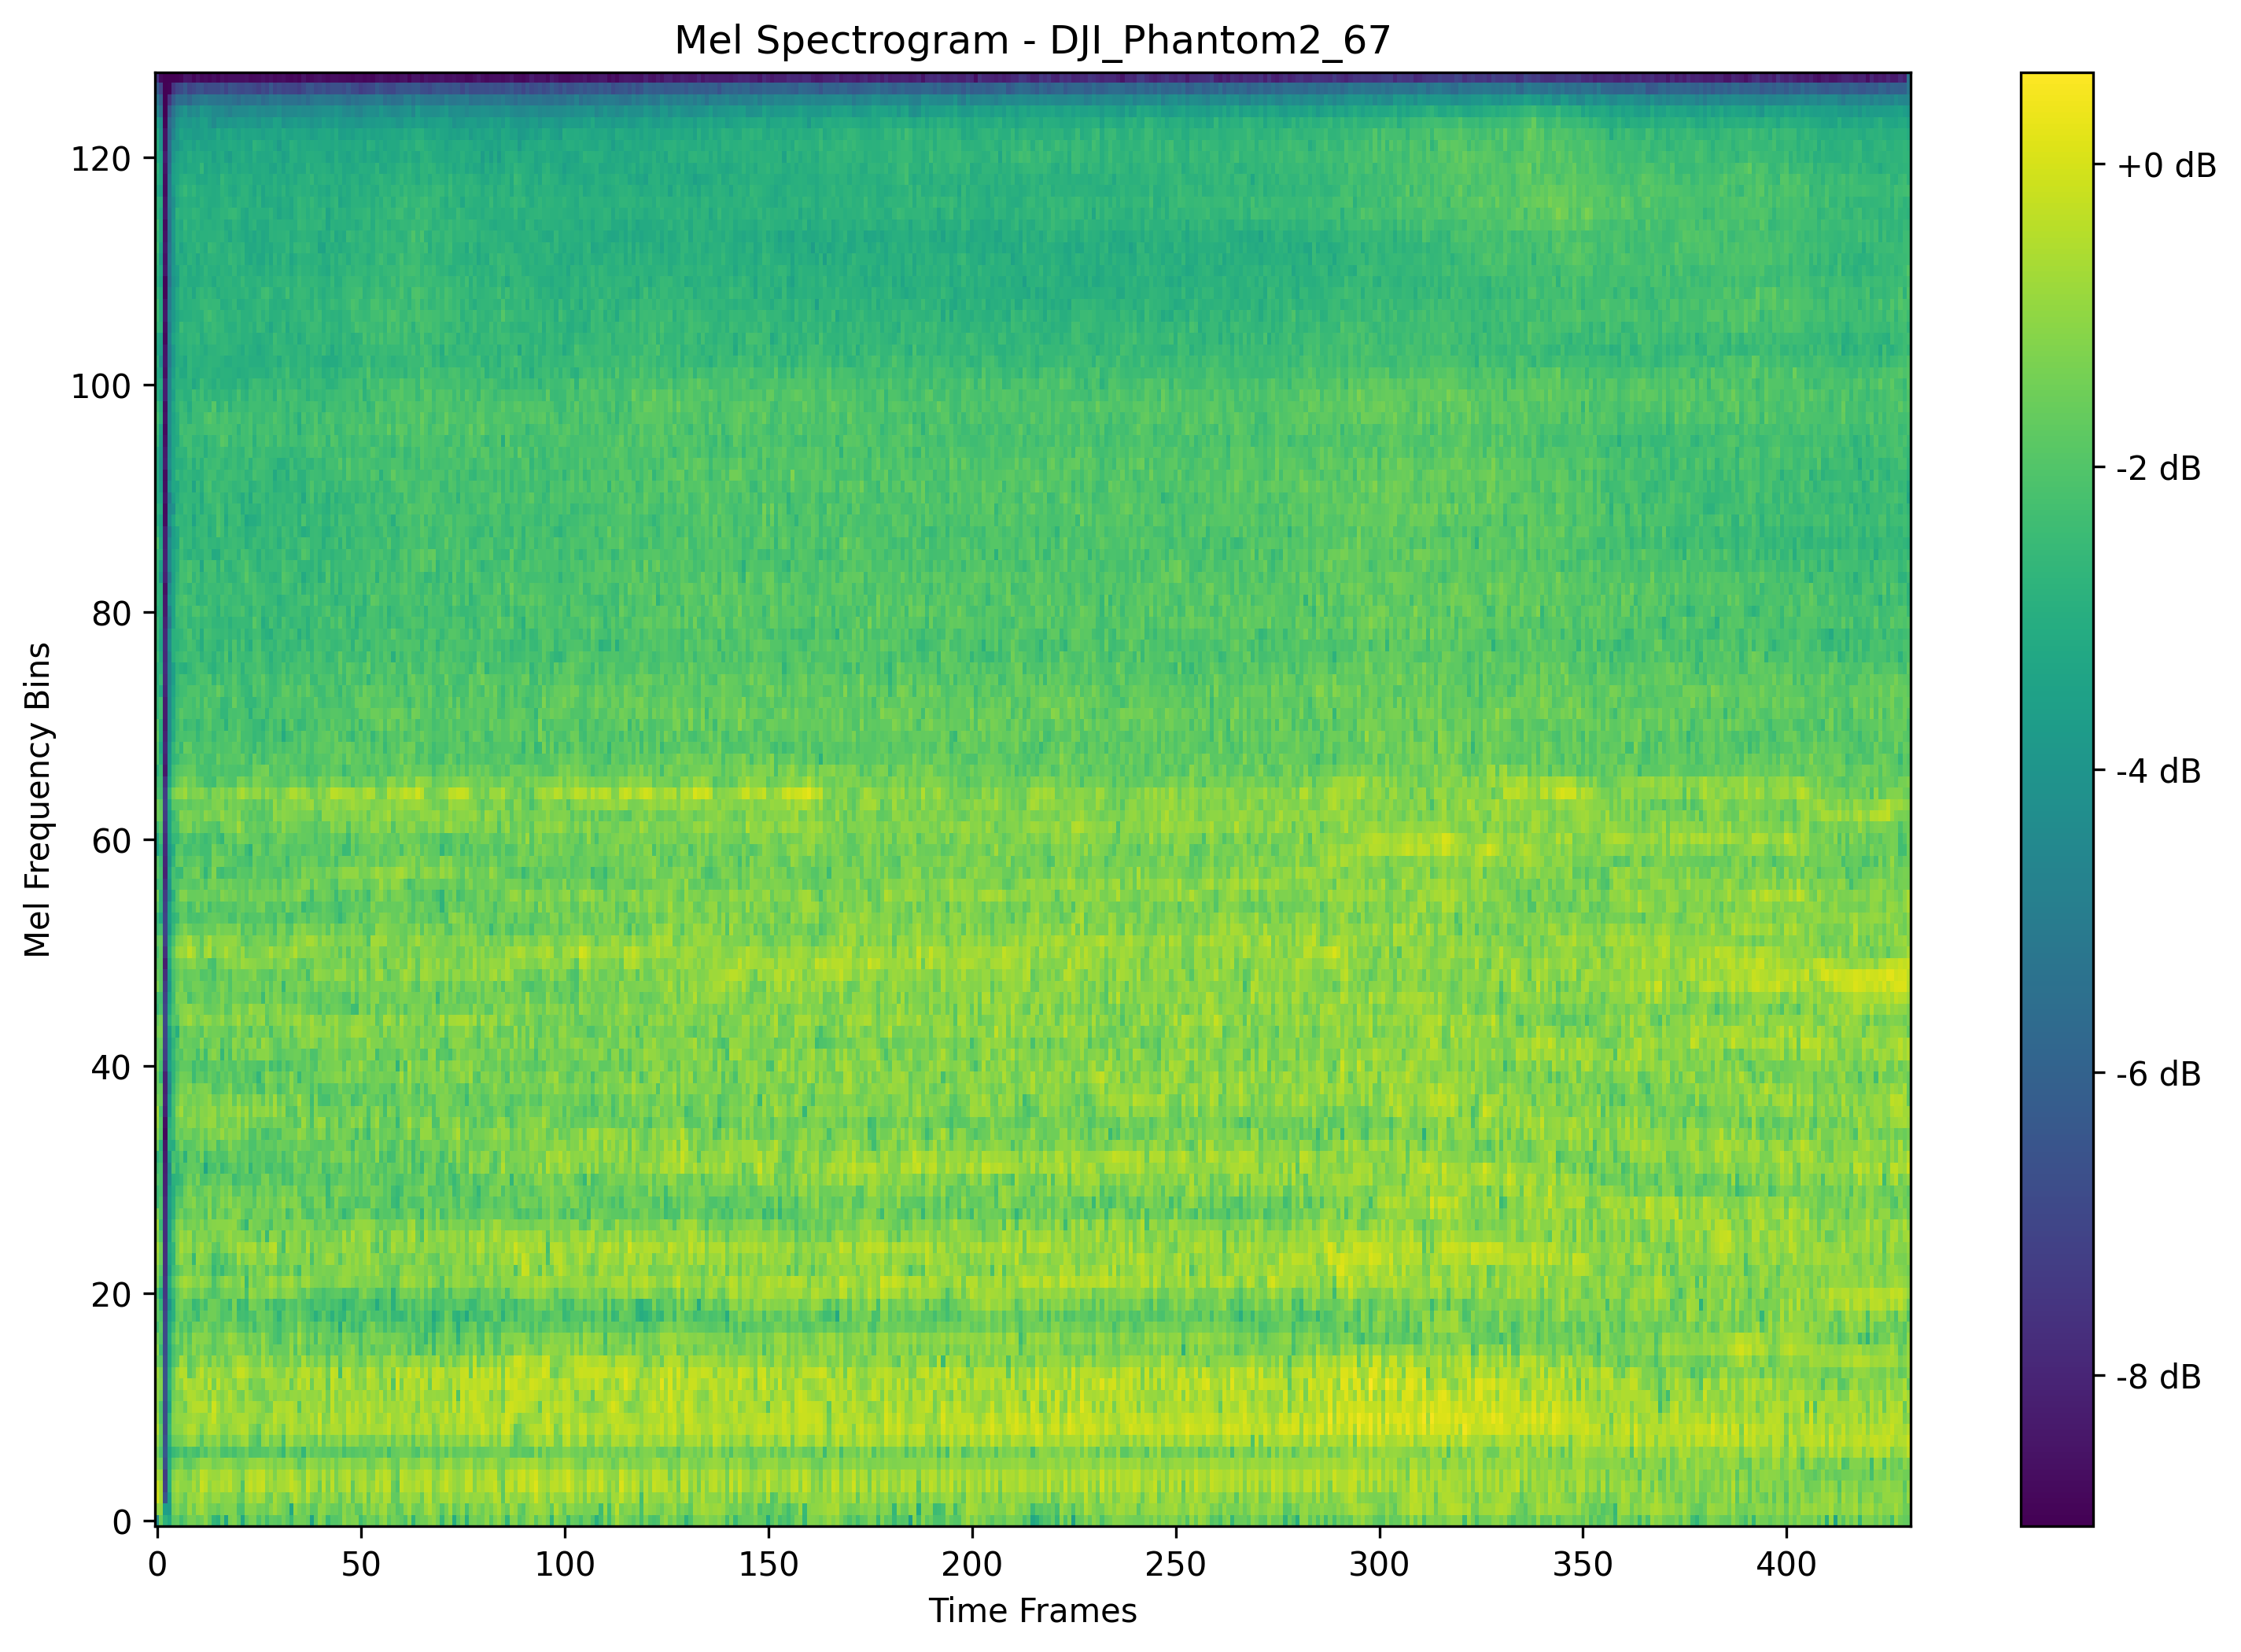 Mel Spectrogram - DJI_Phantom2_67
Mel Frequency Bins
120
100
80
60
40
20
0
0 50 100 150 200 250 300 350 400
Time Frames
+0 dB
-2 dB
-4 dB
-6 dB
-8 dB